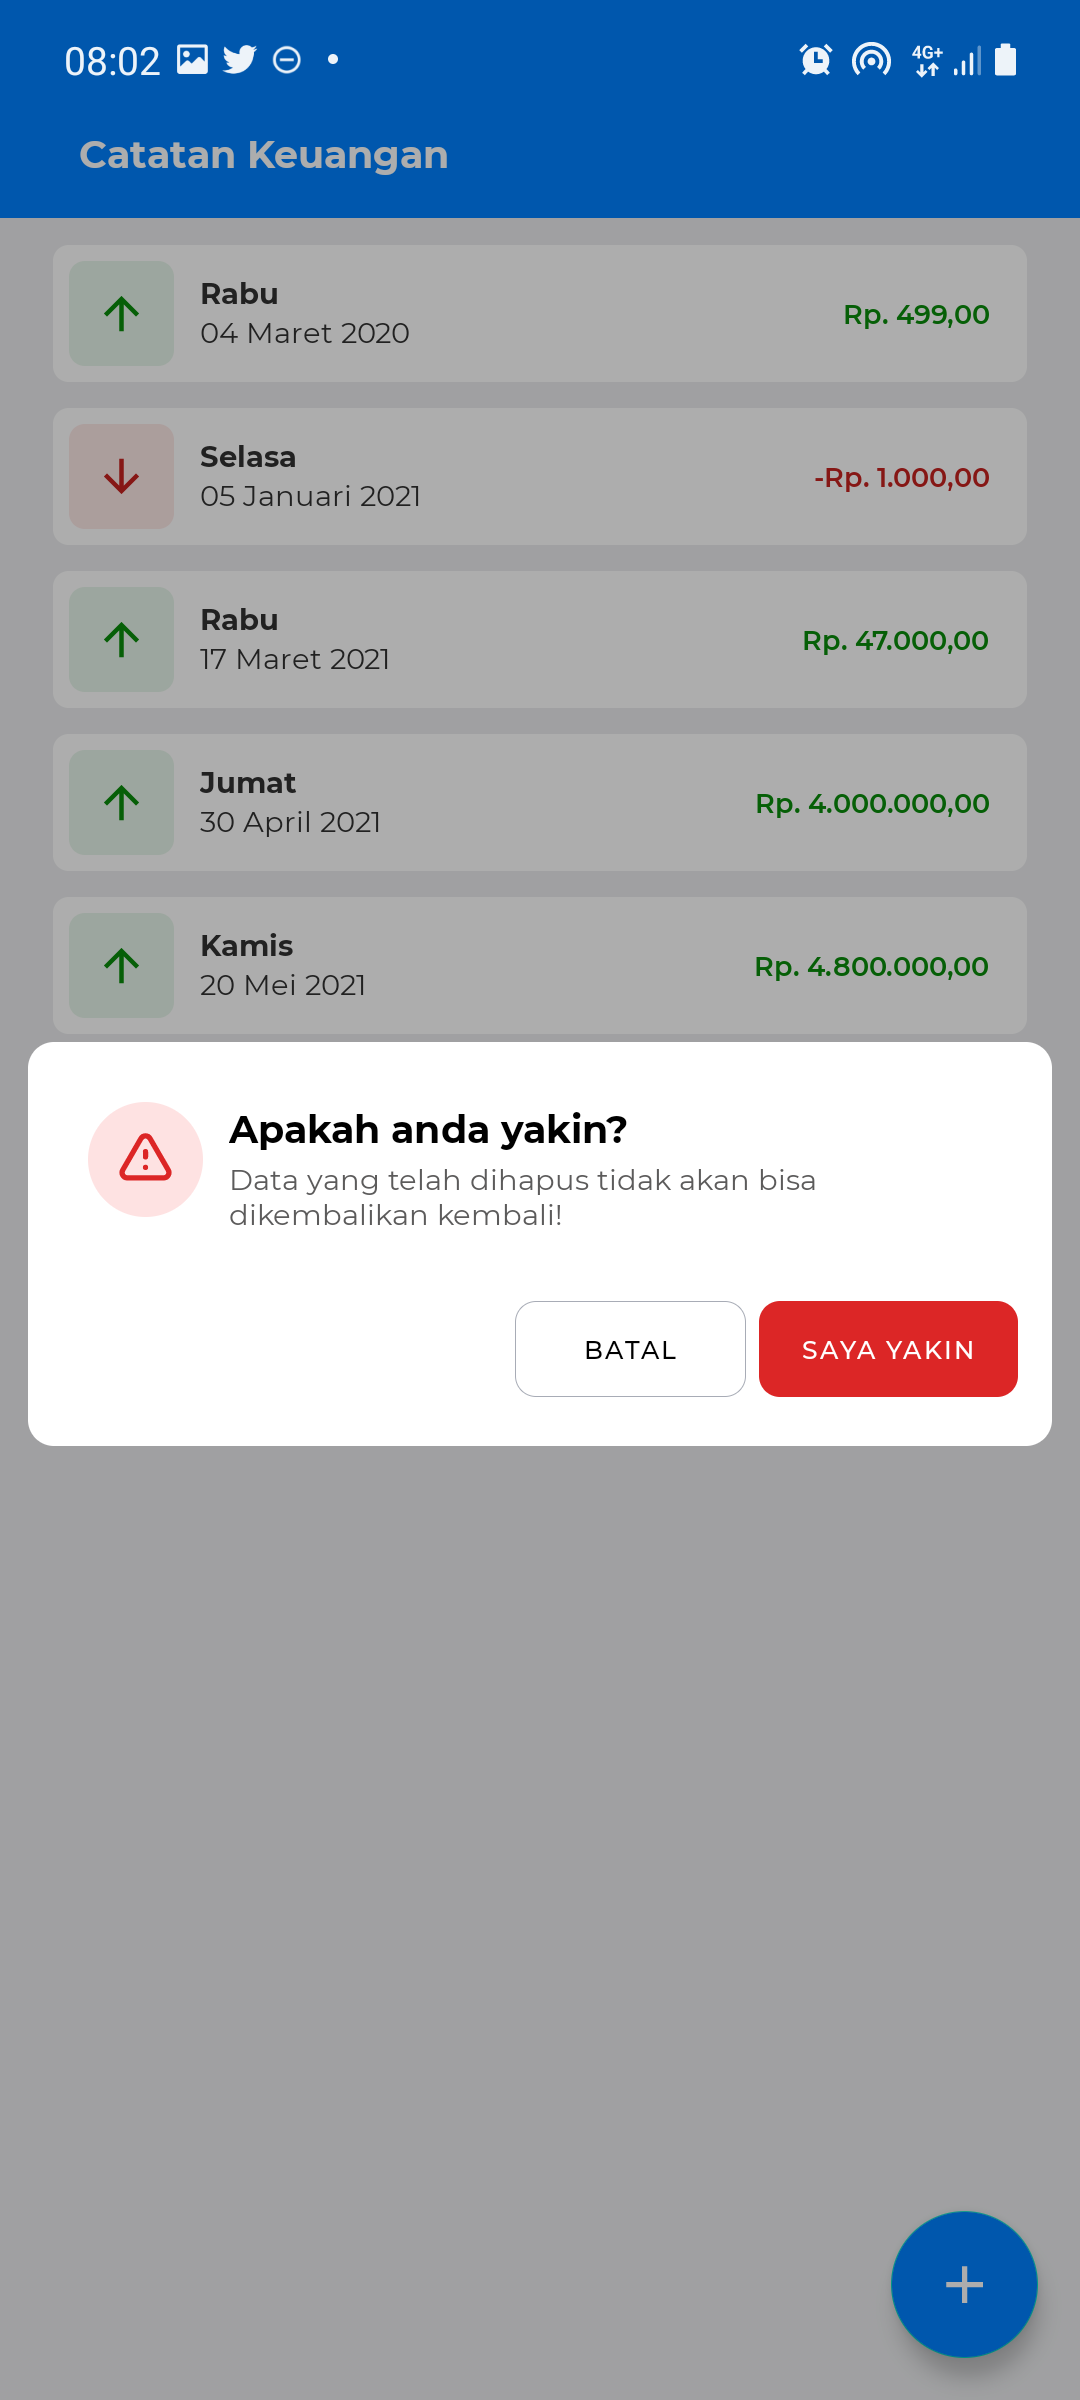 08:02
4G+
Catatan Keuangan
Rabu
04 Maret 2020
Rp. 499,00
Selasa
05 Januari 2021
-Rp. 1.000,00
Rabu
17 Maret 2021
Rp. 47.000,00
Jumat
30 April 2021
Rp. 4.000.000,00
Kamis
20 Mei 2021
Rp. 4.800.000,00
Apakah anda yakin?
Data yang telah dihapus tidak akan bisa
dikembalikan kembali!
BATAL
SAYA YAKIN